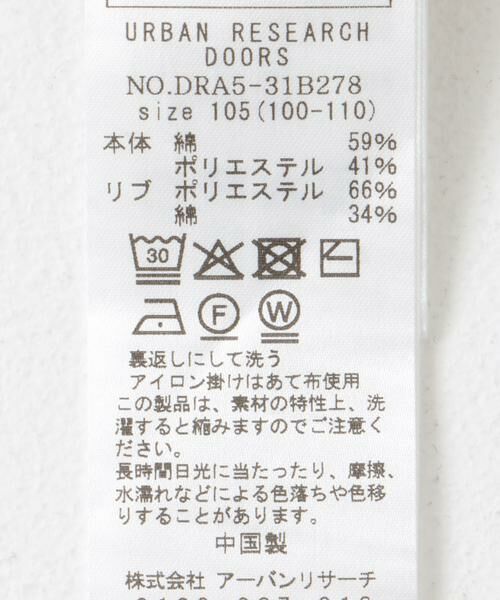 URBAN RESEARCH
DOORS
NO.DRA5-31B278
size 105(100-110)
本体 綿 59%
ポリエステル 41%
リブ ポリエステル 66%
綿 34%
30
F W
裏返しにして洗う
アイロン掛けはあて布使用
この製品は、素材の特性上、洗
濯すると縮みますのでご注意く
ださい。
長時間日光に当たったり、摩擦、
水濡れなどによる色落ちや色移
りすることがあります。
中国製
株式会社 アーバンリサーチ